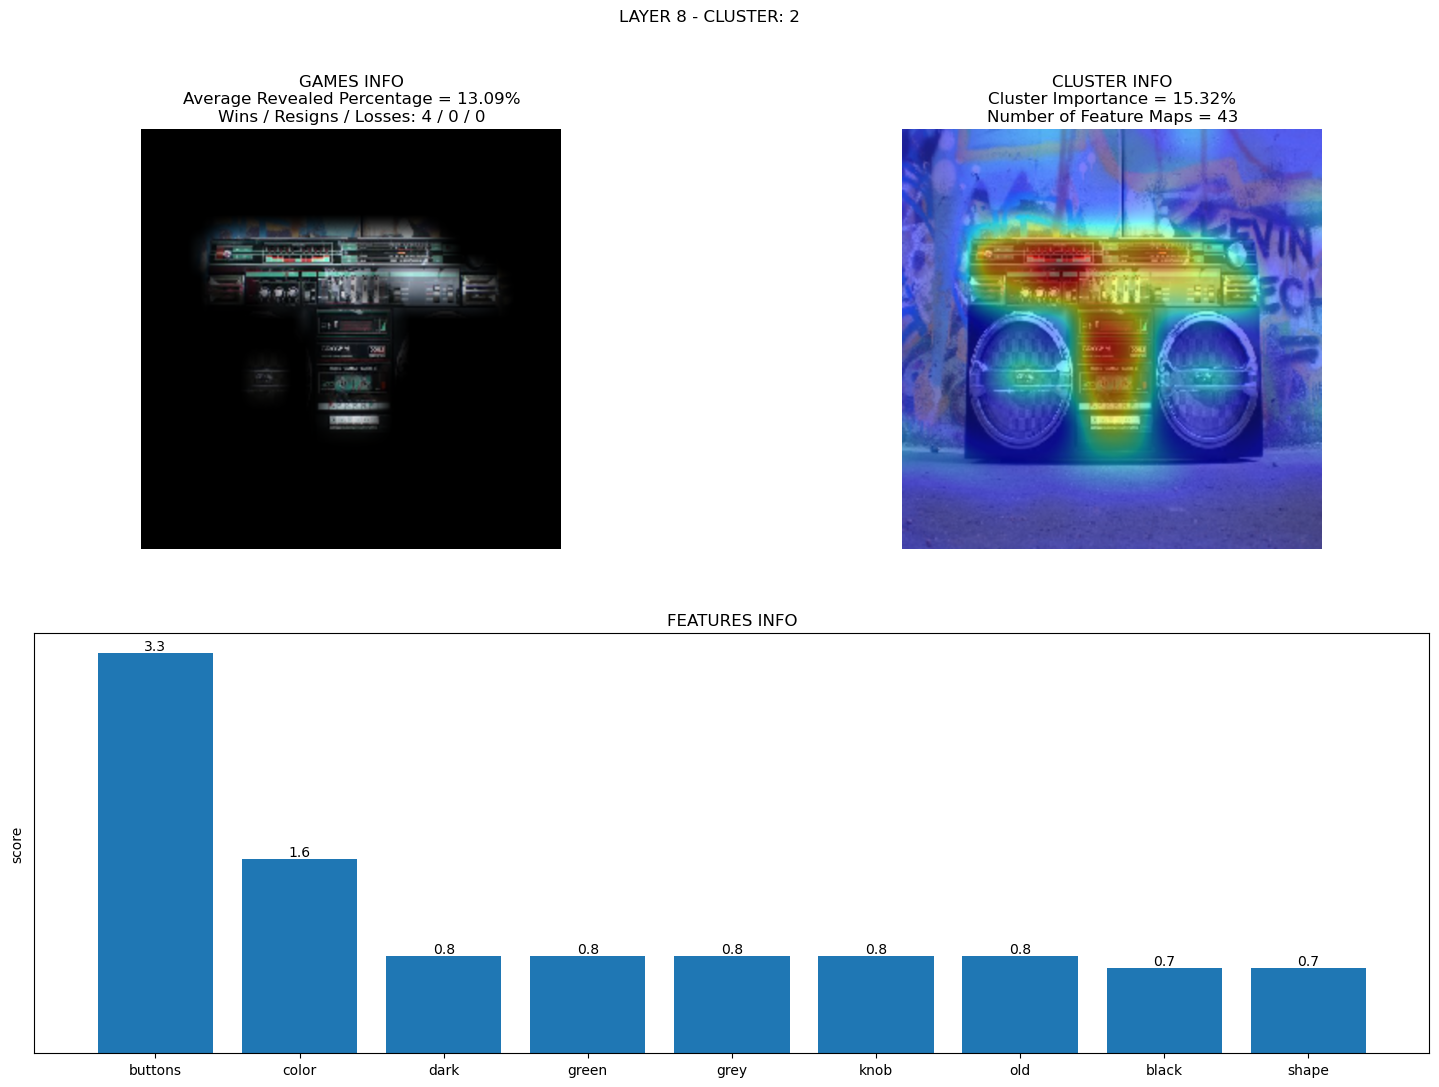 LAYER 8 - CLUSTER: 2
GAMES INFO
Average Revealed Percentage = 13.09%
Wins / Resigns / Losses: 4 / 0 / 0
CLUSTER INFO
Cluster Importance = 15.32%
Number of Feature Maps = 43
EVIN
ECK
FEATURES INFO
score
3.3
1.6
0.8
0.8
0.8
0.8
0.8
0.7
0.7
buttons
color
dark
green
grey
knob
old
black
shape